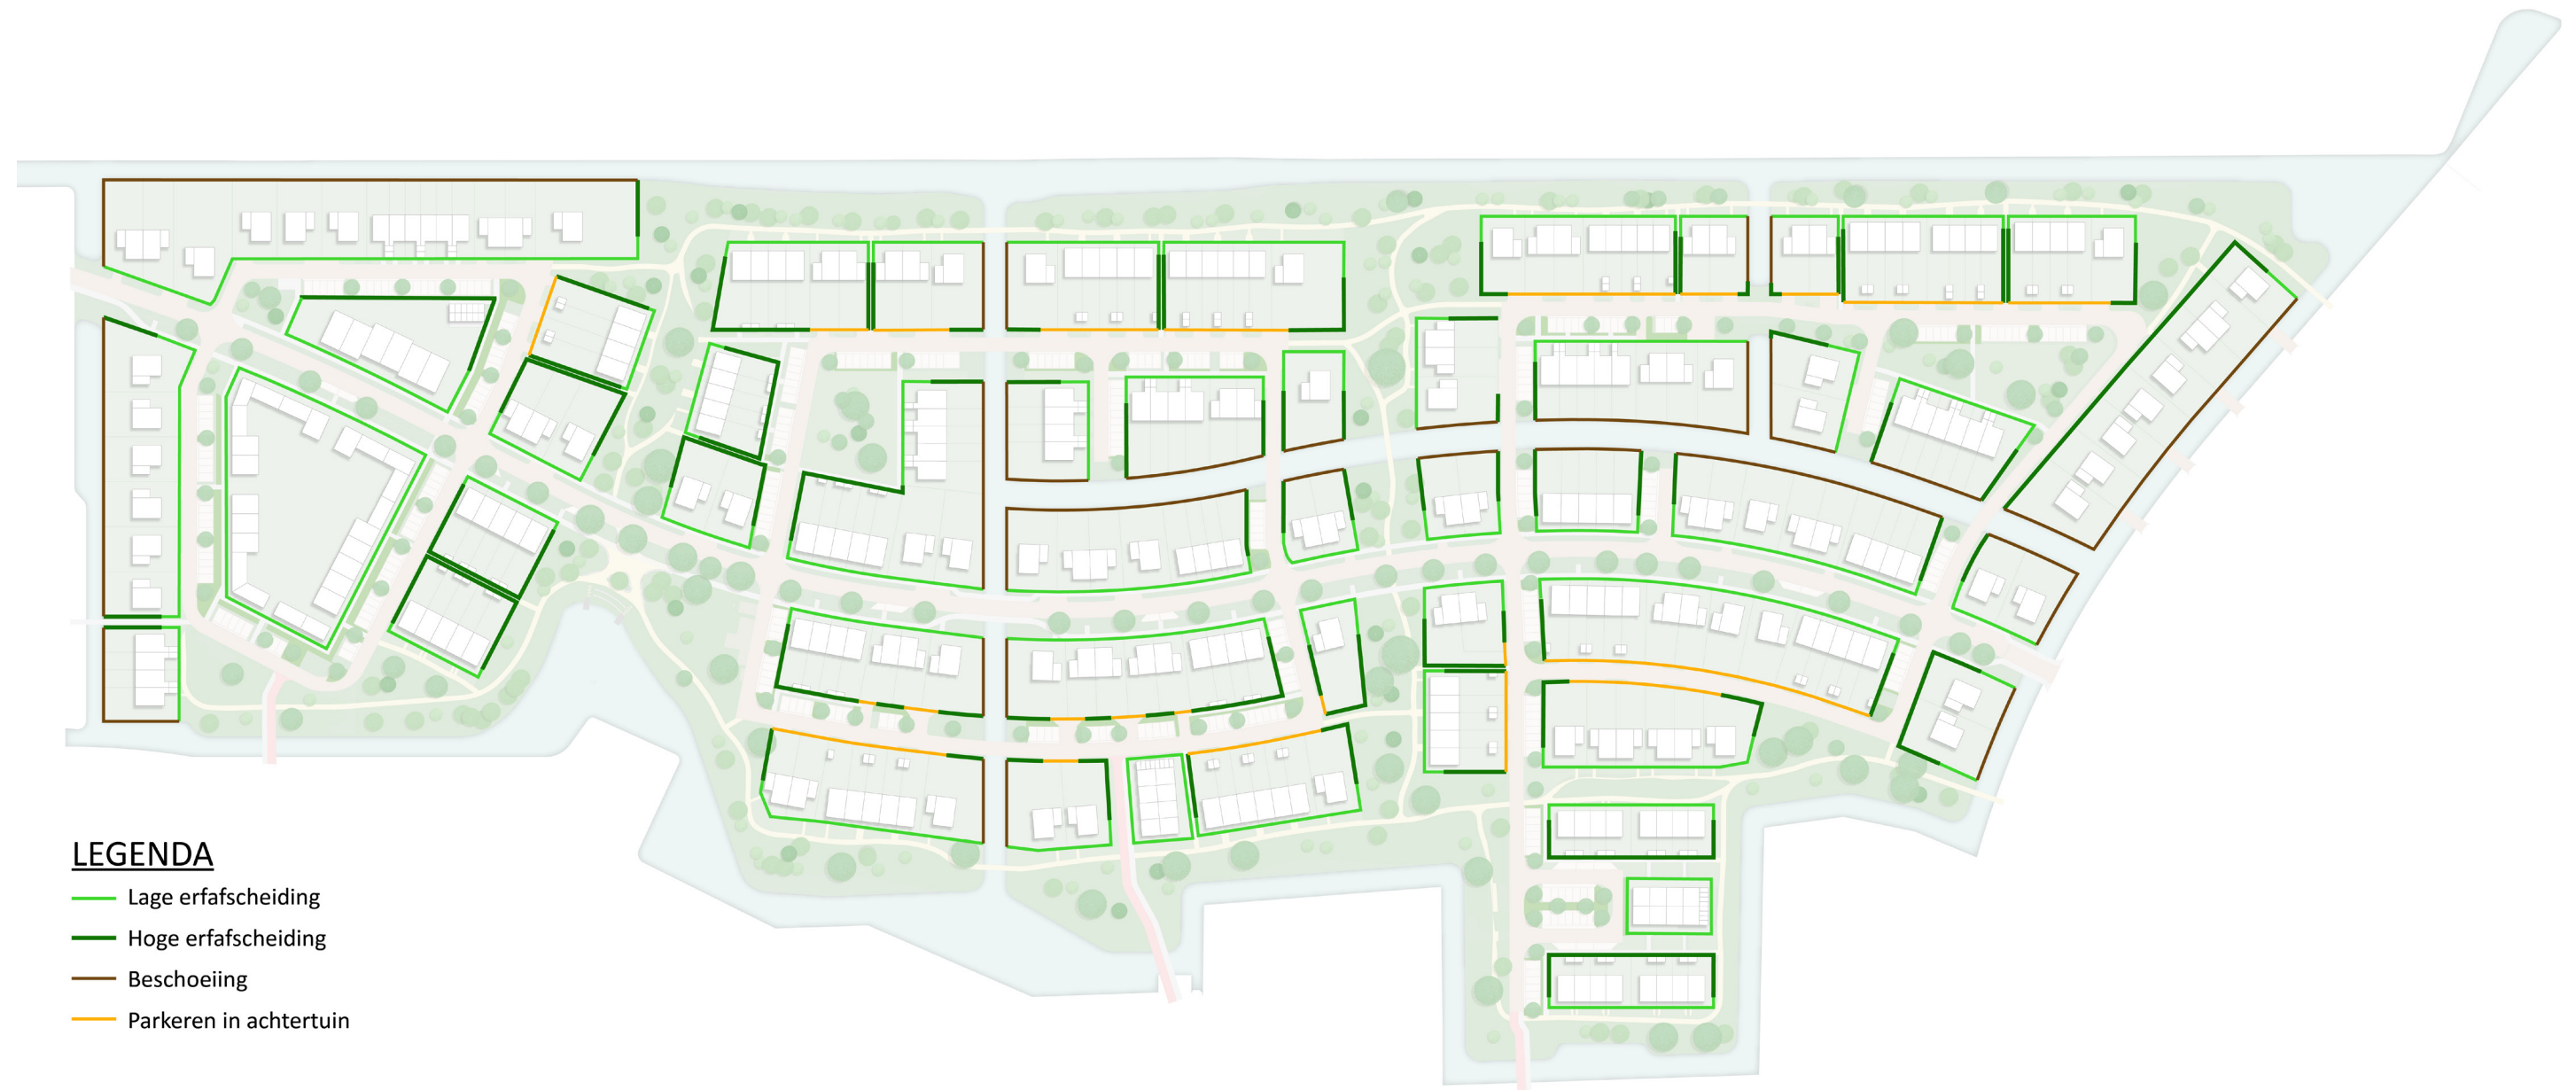 LEGENDA
Lage erfafscheiding
Hoge erfafscheiding
Beschoeiing
Parkeren in achtertuin